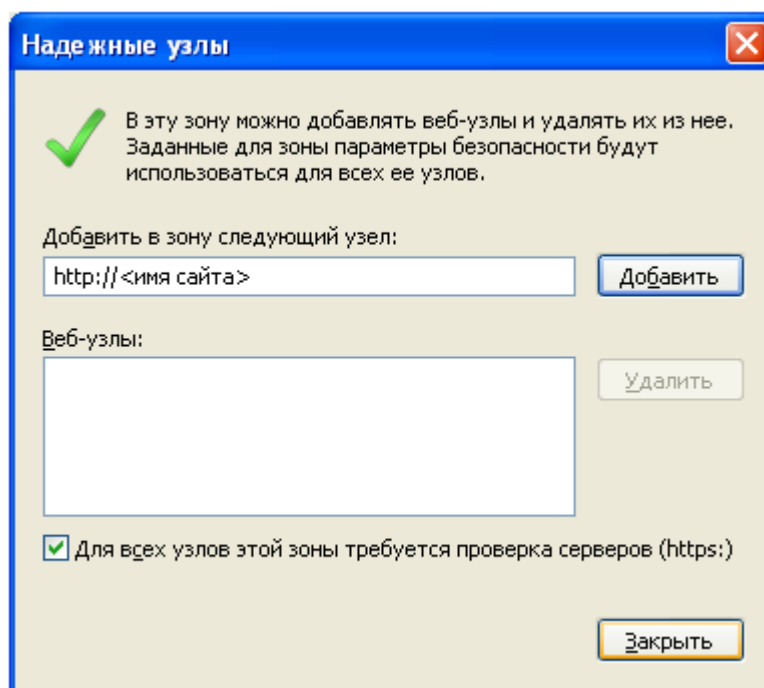 Надежные узлы
В эту зону можно добавлять веб-узлы и удалять их из нее.
Заданные для зоны параметры безопасности будут
использоваться для всех ее узлов.
Добавить в зону следующий узел:
http://<имя сайта>
Добавить
Веб-узлы:
Удалить
Для всех узлов этой зоны требуется проверка серверов (https:)
Закрыть